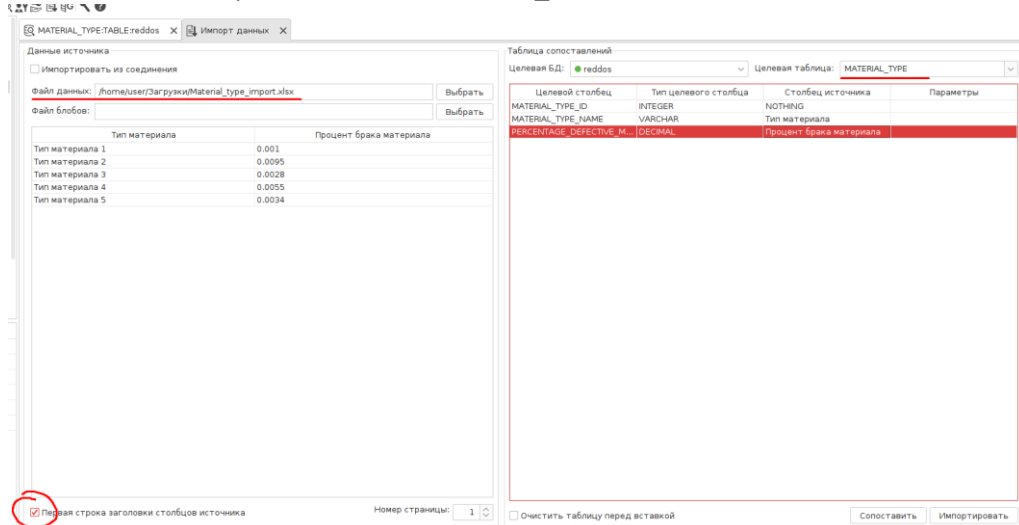 MATERIAL_TYPE:TABLE:reddos X Импорт данных X
Данные источника
Импортировать из соединения
Файл данных: /home/user/Загрузки/Material_type_import.xlsx Выбрать
Файл блобов: Выбрать
Тип материала Процент брака материала
Тип материала 1 0.001
Тип материала 2 0.0095
Тип материала 3 0.0028
Тип материала 4 0.0055
Тип материала 5 0.0034
Первая строка заголовки столбцов источника Номер страницы: 1
Таблица сопоставлений
Целевая БД: reddos Целевая таблица: MATERIAL_TYPE
Целевой столбец Тип целевого столбца Столбец источника Параметры
MATERIAL_TYPE_ID INTEGER NOTHING
MATERIAL_TYPE_NAME VARCHAR Тип материала
PERCENTAGE_DEFECTIVE_M... DECIMAL Процент брака материала
Очистить таблицу перед вставкой Сопоставить Импортировать